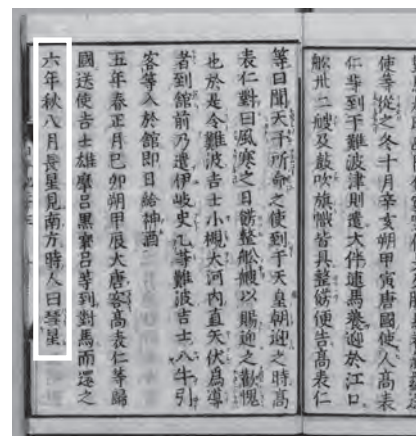 使等從之冬十月辛亥朔甲寅唐國使人高表
仁等到于難波津則遣大伴連馬養迎於江口
舩卅二艘及鼓吹旗幟皆具整餝便告高表仁
等曰聞天子所命之使到于天皇朝迎之時高
表仁對曰風寒之日餝整舩艘以賜迎之歡愧
也於是令難波吉士小槻大河內直矢伏爲導
者到館前乃遣伊岐史乙等難波吉士八牛引
客等入於館即日給神酒
五年春正月己卯朔甲辰大唐客高表仁等歸
國送使吉士雄摩呂黑麻呂等到對馬而還之
六年秋八月長星見南方時人曰彗星